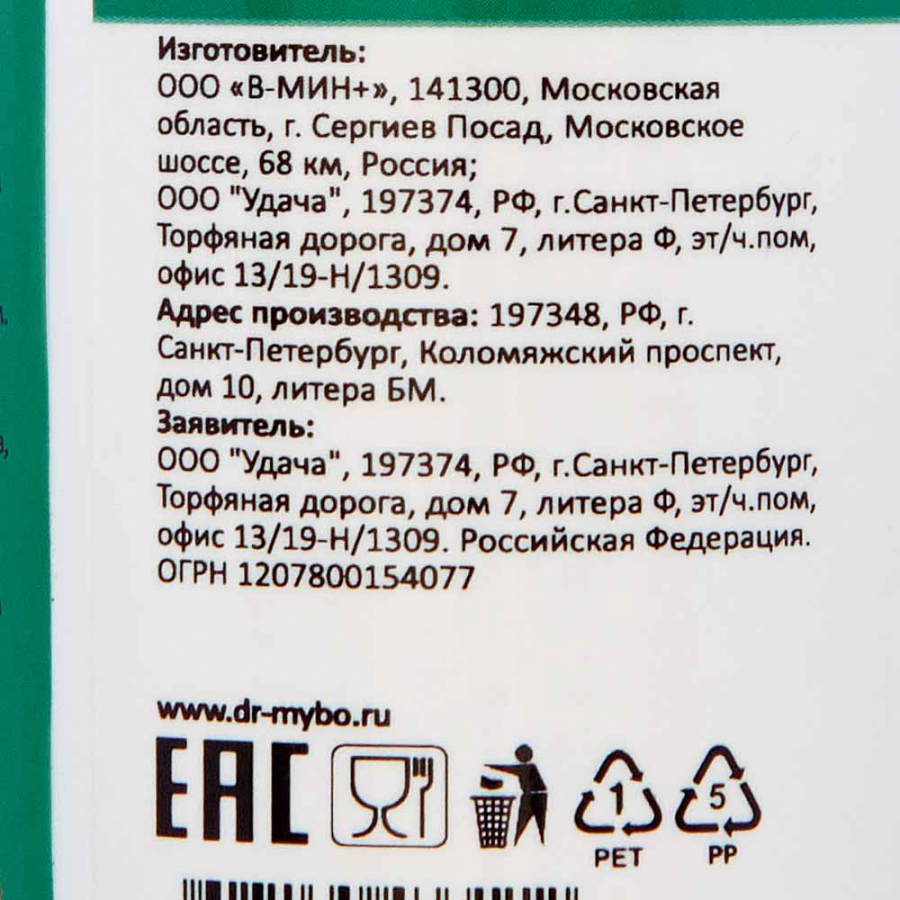 Изготовитель:
ООО «В-МИН+», 141300, Московская
область, г. Сергиев Посад, Московское
шоссе, 68 км, Россия;
ООО "Удача", 197374, РФ, г.Санкт-Петербург,
Торфяная дорога, дом 7, литера Ф, эт/ч.пом,
офис 13/19-Н/1309.
Адрес производства: 197348, РФ, г.
Санкт-Петербург, Коломяжский проспект,
дом 10, литера БМ.
Заявитель:
ООО "Удача", 197374, РФ, г.Санкт-Петербург,
Торфяная дорога, дом 7, литера Ф, эт/ч.пом,
офис 13/19-Н/1309. Российская Федерация.
ОГРН 1207800154077
www.dr-mybo.ru
EAC 1 5
PET PP